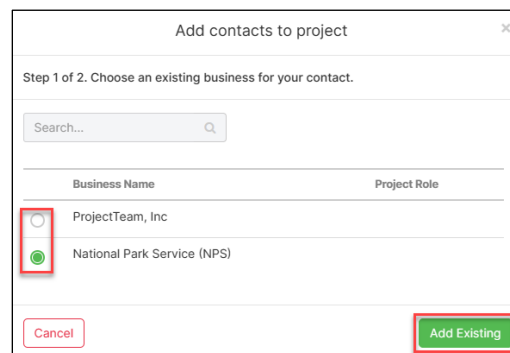 Add contacts to project
Step 1 of 2. Choose an existing business for your contact.
Search...
Business Name Project Role
ProjectTeam, Inc
National Park Service (NPS)
Cancel Add Existing